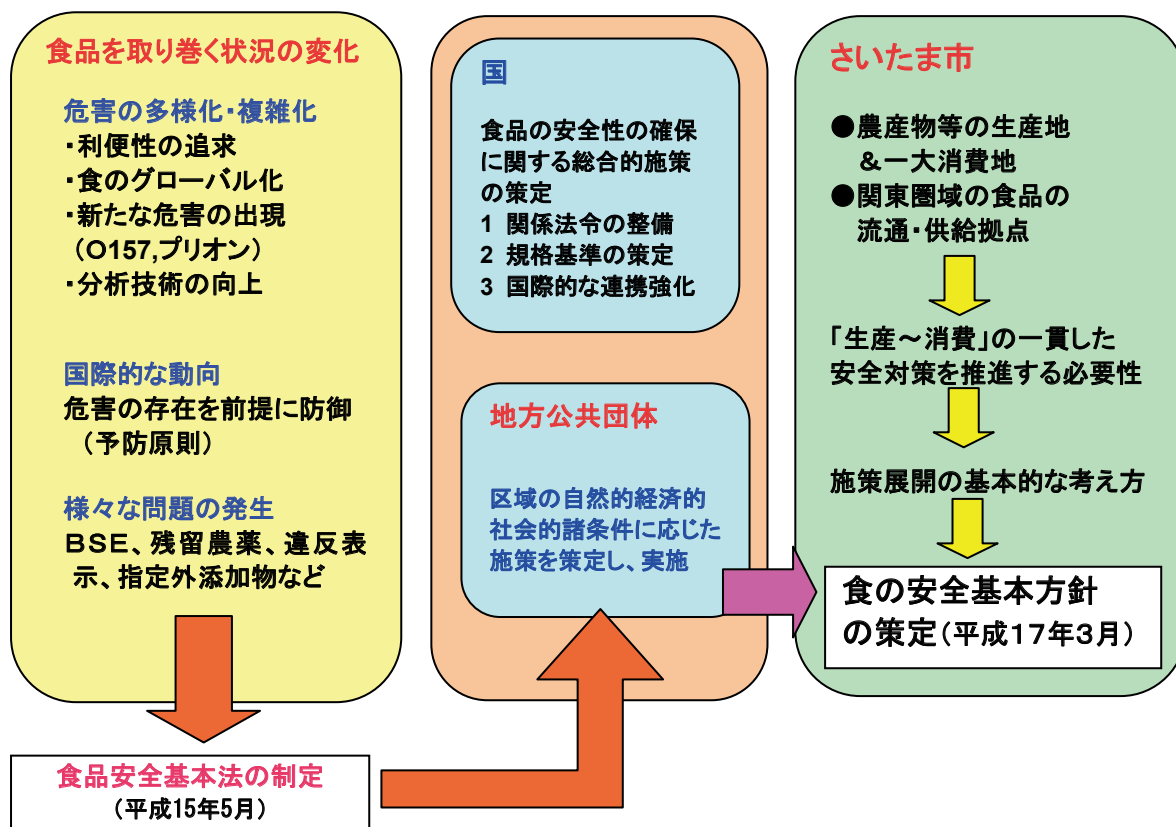 食品を取り巻く状況の変化
危害の多様化・複雑化
・利便性の追求
・食のグローバル化
・新たな危害の出現
（O157,プリオン）
・分析技術の向上
国際的な動向
危害の存在を前提に防御
（予防原則）
様々な問題の発生
ＢＳＥ、残留農薬、違反表
示、指定外添加物など
食品安全基本法の制定
（平成15年5月）
国
食品の安全性の確保
に関する総合的施策
の策定
1 関係法令の整備
2 規格基準の策定
3 国際的な連携強化
地方公共団体
区域の自然的経済的
社会的諸条件に応じた
施策を策定し、実施
さいたま市
●農産物等の生産地
＆一大消費地
●関東圏域の食品の
流通・供給拠点
「生産～消費」の一貫した
安全対策を推進する必要性
施策展開の基本的な考え方
食の安全基本方針
の策定（平成１７年３月）